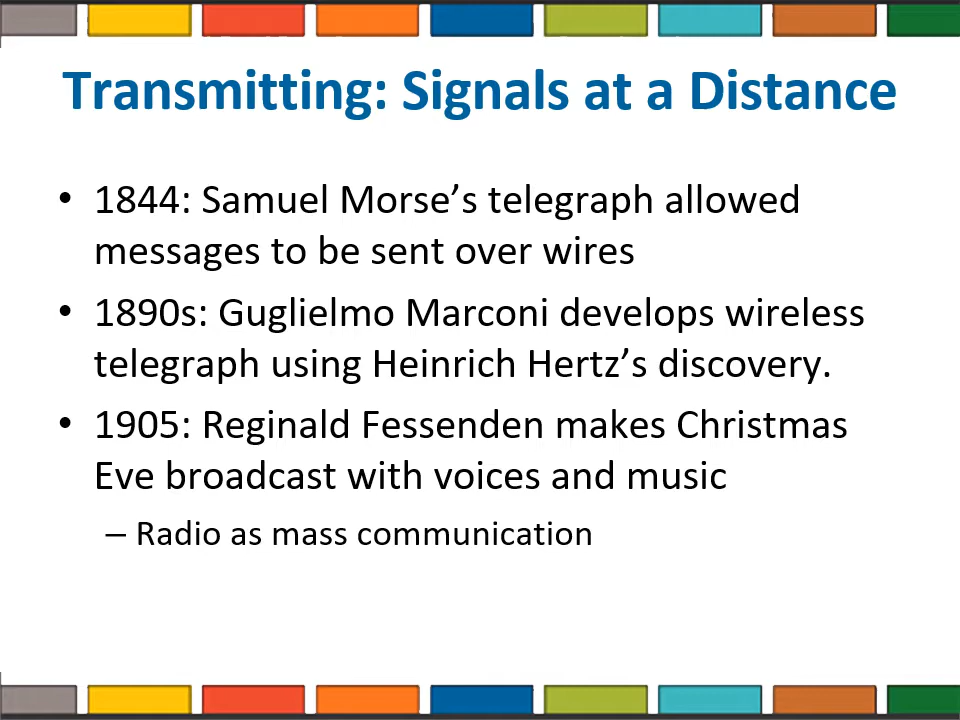 Transmitting: Signals at a Distance
• 1844: Samuel Morse’s telegraph allowed
messages to be sent over wires
• 1890s: Guglielmo Marconi develops wireless
telegraph using Heinrich Hertz’s discovery.
• 1905: Reginald Fessenden makes Christmas
Eve broadcast with voices and music
– Radio as mass communication